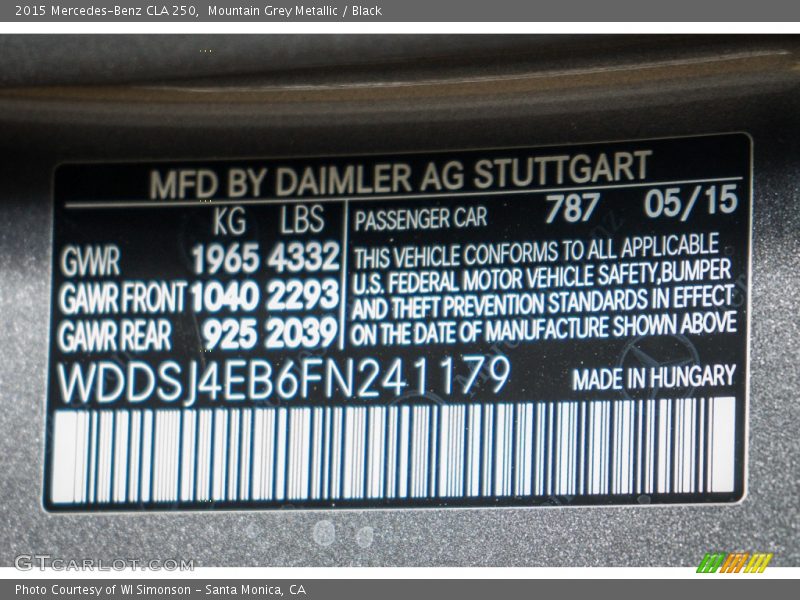 2015 Mercedes-Benz CLA 250,  Mountain Grey Metallic / Black
MFD BY DAIMLER AG STUTTGART
KG LBS PASSENGER CAR 787 05/15
GWR 1965 4332 THIS VEHICLE CONFORMS TO ALL APPLICABLE
GAWR FRONT 1040 2293 U.S. FEDERAL MOTOR VEHICLE SAFETY,BUMPER
AND THEFT PREVENTION STANDARDS IN EFFECT
GAWR REAR 925 2039 ON THE DATE OF MANUFACTURE SHOWN ABOVE
WDDSJ4EB6FN241179 MADE IN HUNGARY
GTCARLOT.COM
Photo Courtesy of WI Simonson - Santa Monica, CA